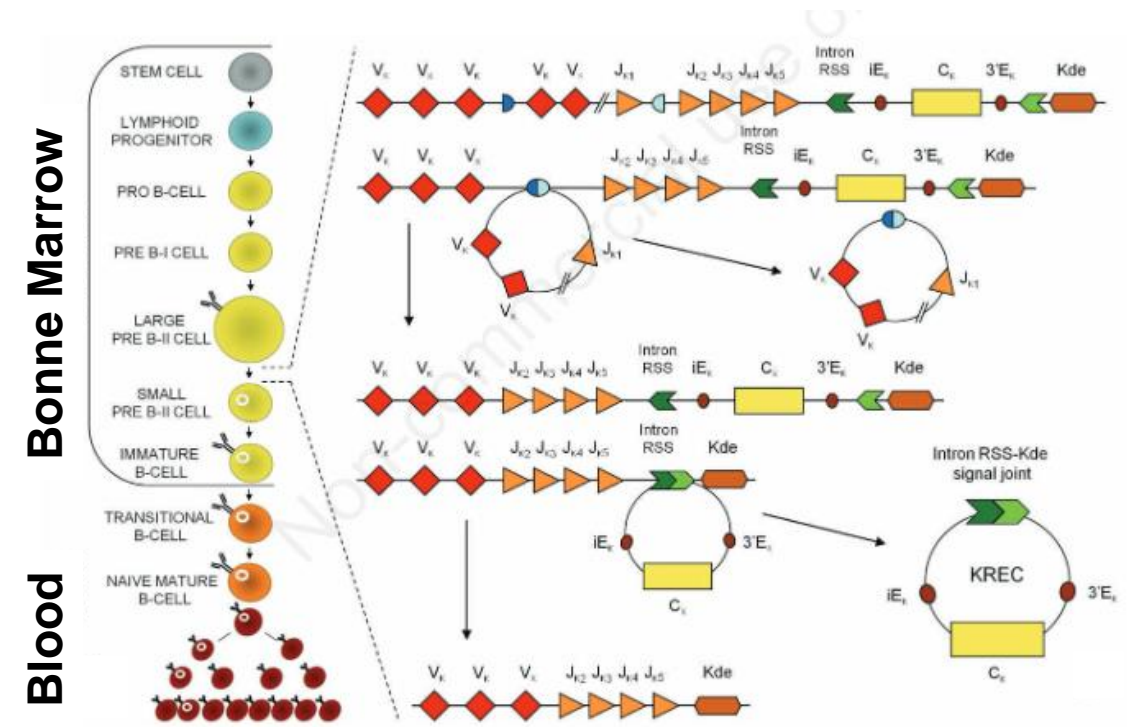 Bonne Marrow
Blood
STEM CELL
LYMPHOID
PROGENITOR
PRO B-CELL
PRE B-I CELL
LARGE
PRE B-II CELL
SMALL
PRE B-II CELL
IMMATURE
B-CELL
TRANSITIONAL
B-CELL
NAIVE MATURE
B-CELL
Vκ Vκ Vκ Vκ Vκ Jκ1 Jκ2 Jκ3 Jκ4 Jκ5 Intron RSS iEκ Cκ 3'Eκ Kde
Vκ Vκ Vκ Jκ2 Jκ3 Jκ4 Jκ5 Intron RSS iEκ Cκ 3'Eκ Kde
Vκ Jκ1
Vκ
Vκ Jκ1
Vκ
Vκ Vκ Vκ Jκ2 Jκ3 Jκ4 Jκ5 Intron RSS iEκ Cκ 3'Eκ Kde
Vκ Vκ Vκ Jκ2 Jκ3 Jκ4 Jκ5 Intron RSS Kde
iEκ 3'Eκ
Cκ
Intron RSS-Kde
signal joint
KREC
iEκ 3'Eκ
Cκ
Vκ Vκ Vκ Jκ2 Jκ3 Jκ4 Jκ5 Kde
Non-commercial use